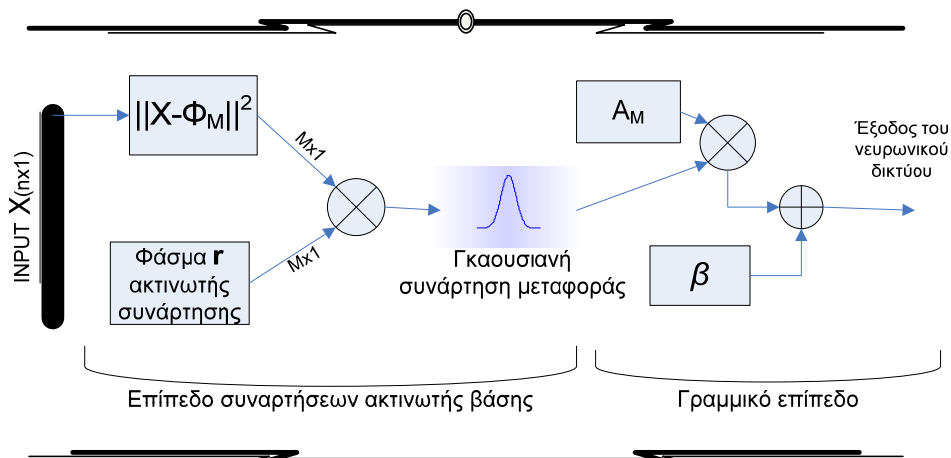 INPUT X(nx1)
||X-Φ_M||²
Mx1
Φάσμα r
ακτινωτής
συνάρτησης
Mx1
Γκαουσιανή
συνάρτηση μεταφοράς
A_M
β
Έξοδος του
νευρωνικού
δικτύου
Επίπεδο συναρτήσεων ακτινωτής βάσης
Γραμμικό επίπεδο